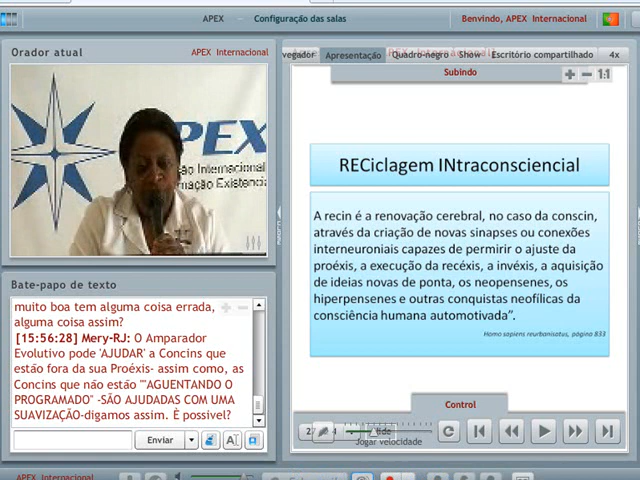 APEX – Configuração das salas
Benvindo, APEX Internacional
Orador atual
APEX Internacional
vegador
Apresentação
Quadro-negro
Show
Escritório compartilhado
4x
Subindo
1:1
PEX
ão Internacional
mação Existencia
RECiclagem INtraconsciencial
A recin é a renovação cerebral, no caso da conscin,
através da criação de novas sinapses ou conexões
interneuroniais capazes de permirir o ajuste da
proéxis, a execução da recéxis, a invéxis, a aquisição
de ideias novas de ponta, os neopensenes, os
hiperpensenes e outras conquistas neofílicas da
consciência humana automotivada”.
Homo sapiens reurbanisatus, página 833
Bate-papo de texto
muito boa tem alguma coisa errada,
alguma coisa assim?
[15:56:28] Mery-RJ: O Amparador
Evolutivo pode 'AJUDAR' a Concins que
estão fora da sua Proéxis- assim como, as
Concins que não estão '"AGUENTANDO O
PROGRAMADO" -SÃO AJUDADAS COM UMA
SUAVIZAÇÃO-digamos assim. È possivel?
Enviar
Control
Jogar velocidade
APEX Internacional